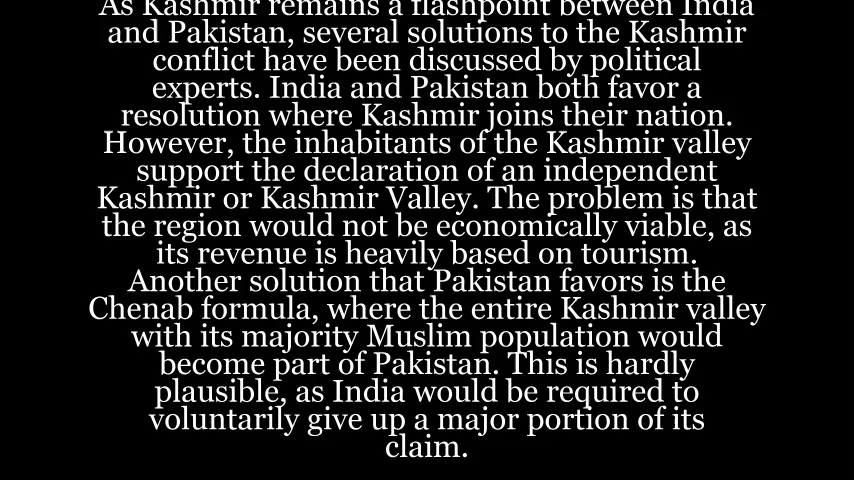 As Kashmir remains a flashpoint between India
and Pakistan, several solutions to the Kashmir
conflict have been discussed by political
experts. India and Pakistan both favor a
resolution where Kashmir joins their nation.
However, the inhabitants of the Kashmir valley
support the declaration of an independent
Kashmir or Kashmir Valley. The problem is that
the region would not be economically viable, as
its revenue is heavily based on tourism.
Another solution that Pakistan favors is the
Chenab formula, where the entire Kashmir valley
with its majority Muslim population would
become part of Pakistan. This is hardly
plausible, as India would be required to
voluntarily give up a major portion of its
claim.